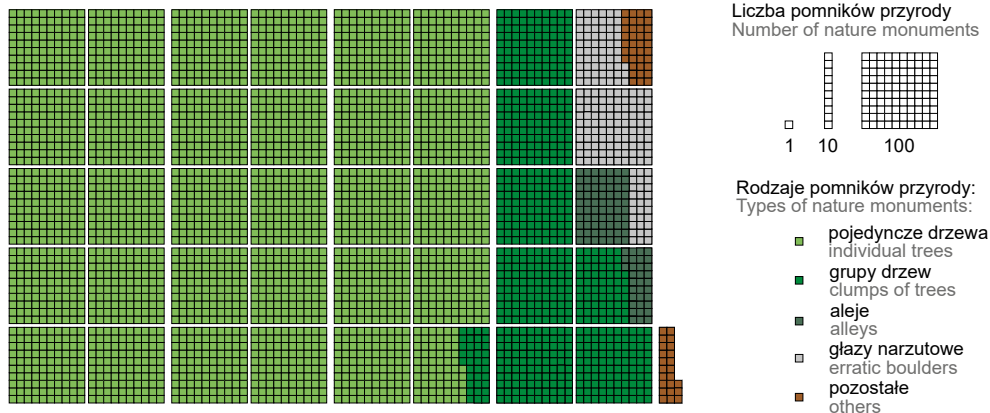 Liczba pomników przyrody
Number of nature monuments
1 10 100
Rodzaje pomników przyrody:
Types of nature monuments:
pojedyncze drzewa
individual trees
grupy drzew
clumps of trees
aleje
alleys
głazy narzutowe
erratic boulders
pozostałe
others